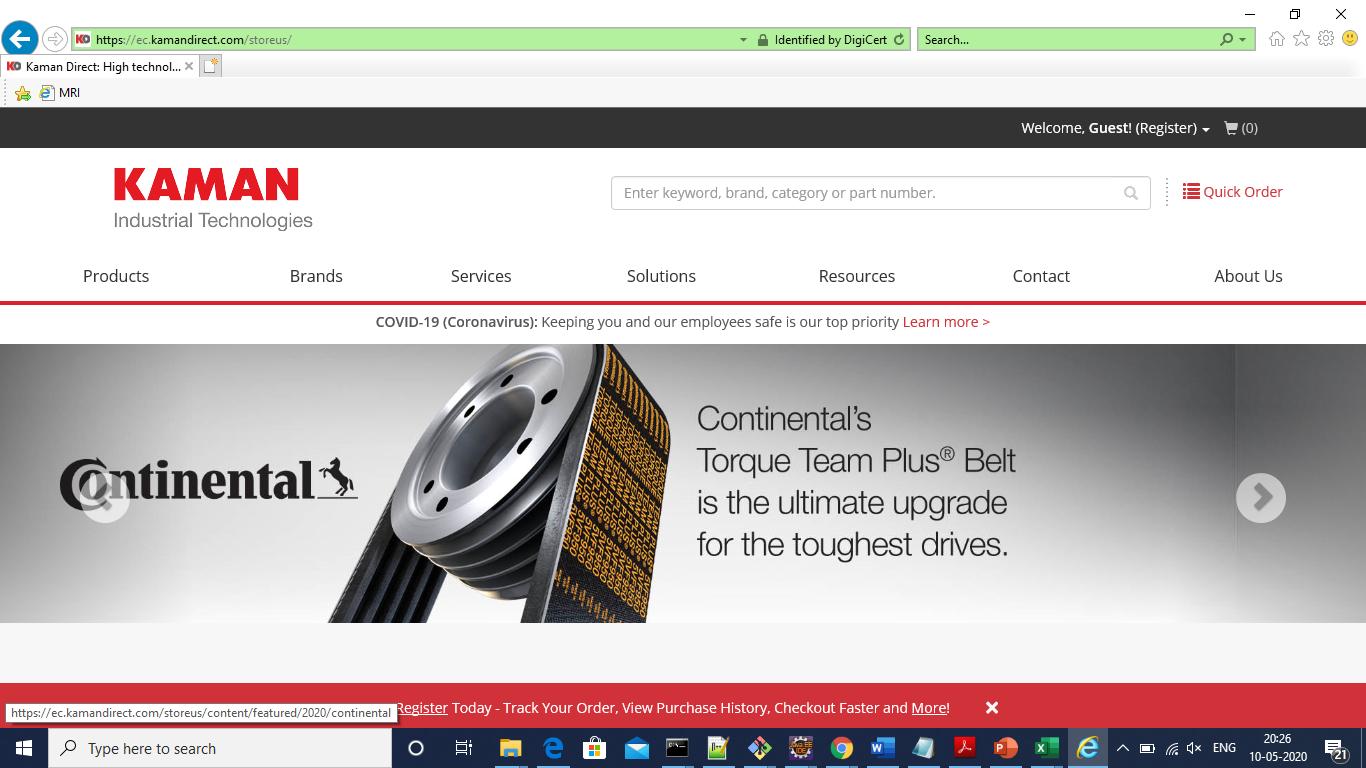 https://ec.kamandirect.com/storeus/
Identified by DigiCert
Search...
Kaman Direct: High technol...
MRI
Welcome, Guest! (Register)
(0)
KAMAN
Industrial Technologies
Enter keyword, brand, category or part number.
Quick Order
Products
Brands
Services
Solutions
Resources
Contact
About Us
COVID-19 (Coronavirus): Keeping you and our employees safe is our top priority Learn more >
Continental
Continental's
Torque Team Plus® Belt
is the ultimate upgrade
for the toughest drives.
Register Today - Track Your Order, View Purchase History, Checkout Faster and More!
https://ec.kamandirect.com/storeus/content/featured/2020/continental
Type here to search
ENG
20:26
10-05-2020
21